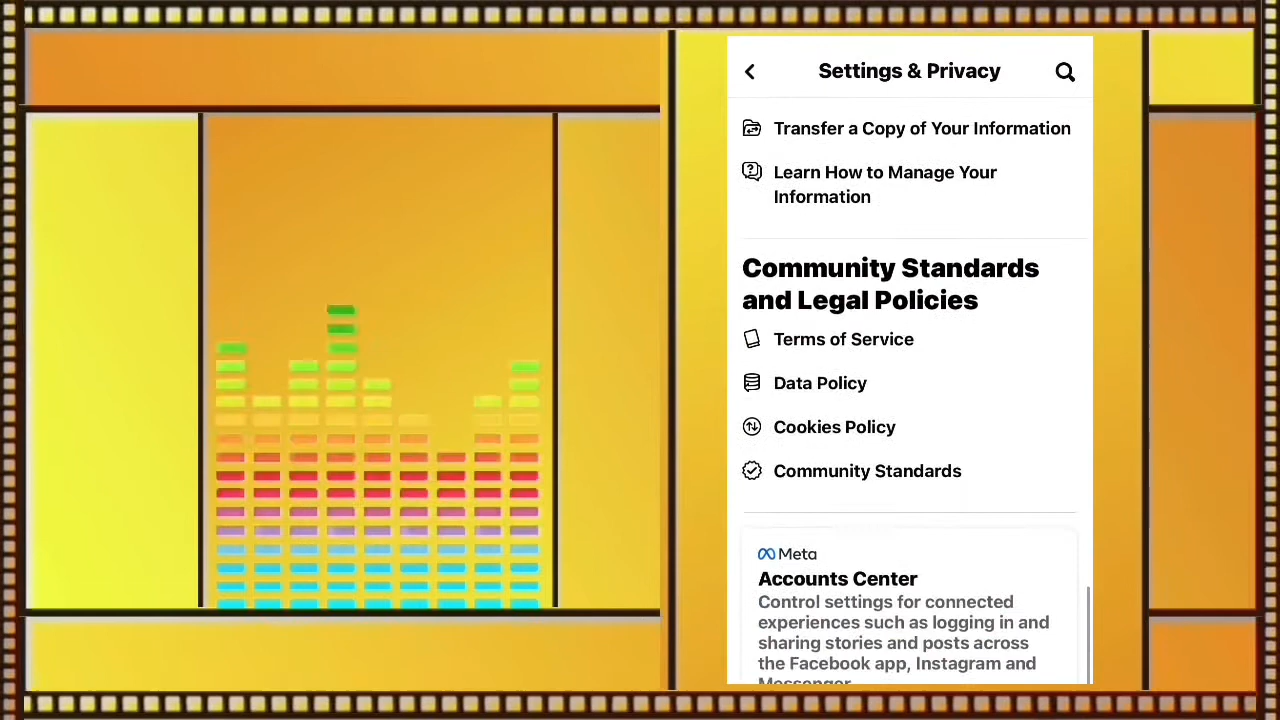 Settings & Privacy
Transfer a Copy of Your Information
Learn How to Manage Your
Information
Community Standards
and Legal Policies
Terms of Service
Data Policy
Cookies Policy
Community Standards
Meta
Accounts Center
Control settings for connected
experiences such as logging in and
sharing stories and posts across
the Facebook app, Instagram and
Messenger